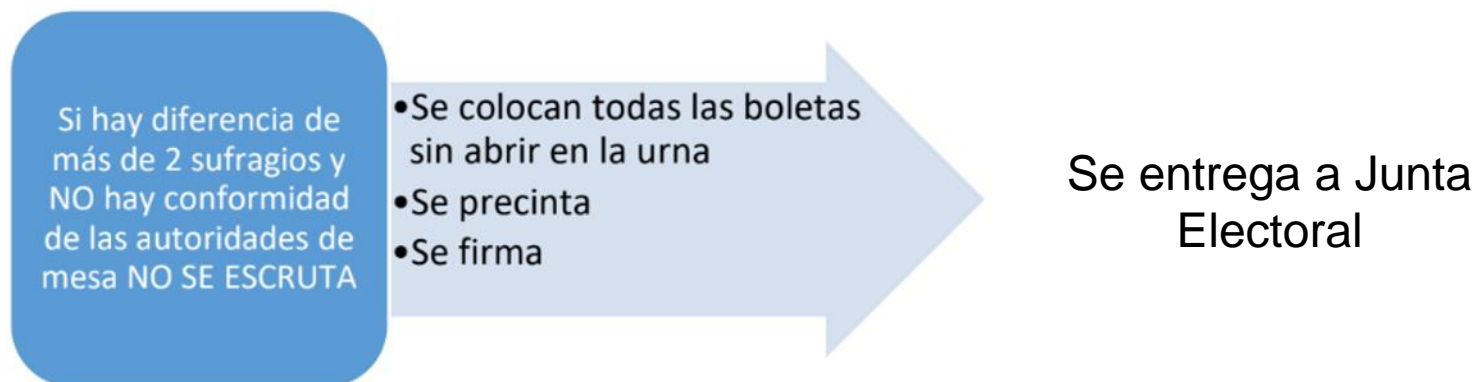 Si hay diferencia de
más de 2 sufragios y
NO hay conformidad
de las autoridades de
mesa NO SE ESCRUTA
•Se colocan todas las boletas
sin abrir en la urna
•Se precinta
•Se firma
Se entrega a Junta
Electoral